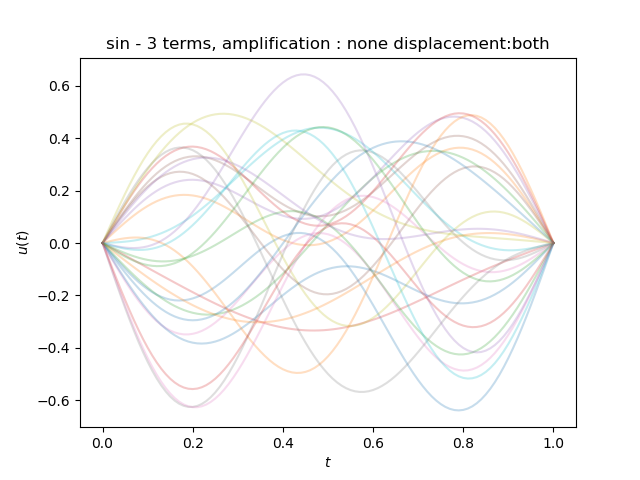 sin - 3 terms, amplification : none displacement:both
0.6
0.4
0.2
0.0
−0.2
−0.4
−0.6
u(t)
0.0 0.2 0.4 0.6 0.8 1.0
t